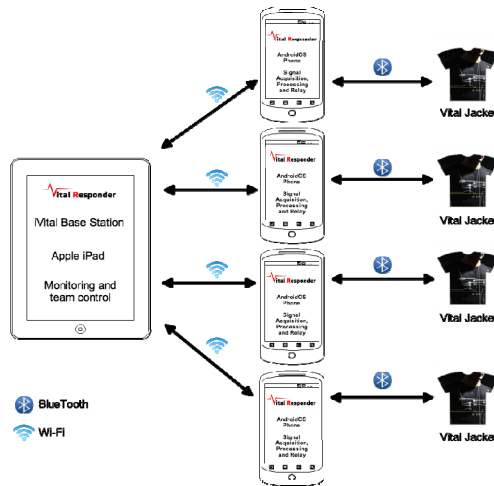 Vital Responder
iVital Base Station
Apple iPad
Monitoring and
team control
BlueTooth
Wi-Fi
Vital Responder
AndroidOS
Phone
Signal
Acquisition,
Processing
and Relay
Vital Jacke
Vital Responder
AndroidOS
Phone
Signal
Acquisition,
Processing
and Relay
Vital Jacke
Vital Responder
AndroidOS
Phone
Signal
Acquisition,
Processing
and Relay
Vital Jacke
Vital Responder
AndroidOS
Phone
Signal
Acquisition,
Processing
and Relay
Vital Jacke